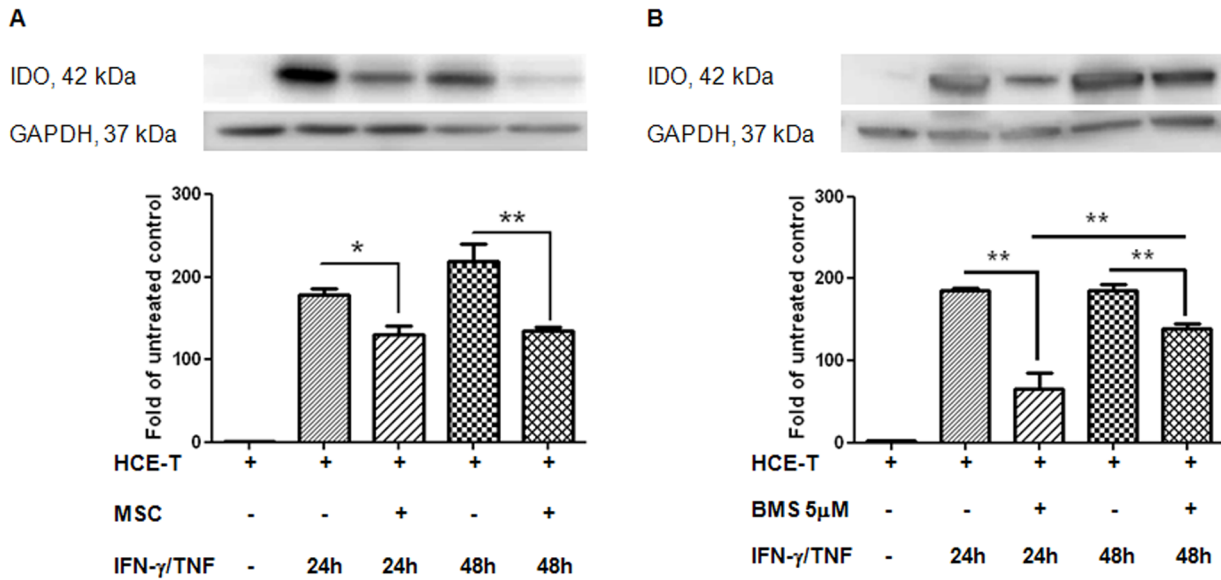 A
IDO, 42 kDa
GAPDH, 37 kDa
Fold of untreated control
300
200
100
0
*
**
HCE-T + + + + +
MSC - - + - +
IFN-γ/TNF - 24h 24h 48h 48h
B
IDO, 42 kDa
GAPDH, 37 kDa
Fold of untreated control
300
200
100
0
**
**
**
HCE-T + + + + +
BMS 5μM - - + - +
IFN-γ/TNF - 24h 24h 48h 48h